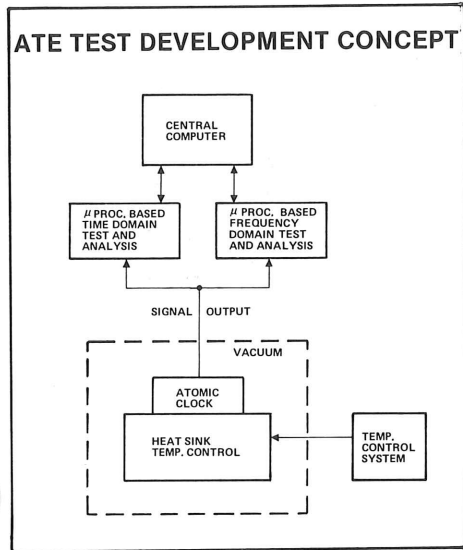 ATE TEST DEVELOPMENT CONCEPT
CENTRAL
COMPUTER
μ PROC. BASED
TIME DOMAIN
TEST AND
ANALYSIS
μ PROC. BASED
FREQUENCY
DOMAIN TEST
AND ANALYSIS
SIGNAL OUTPUT
VACUUM
ATOMIC
CLOCK
HEAT SINK
TEMP. CONTROL
TEMP.
CONTROL
SYSTEM